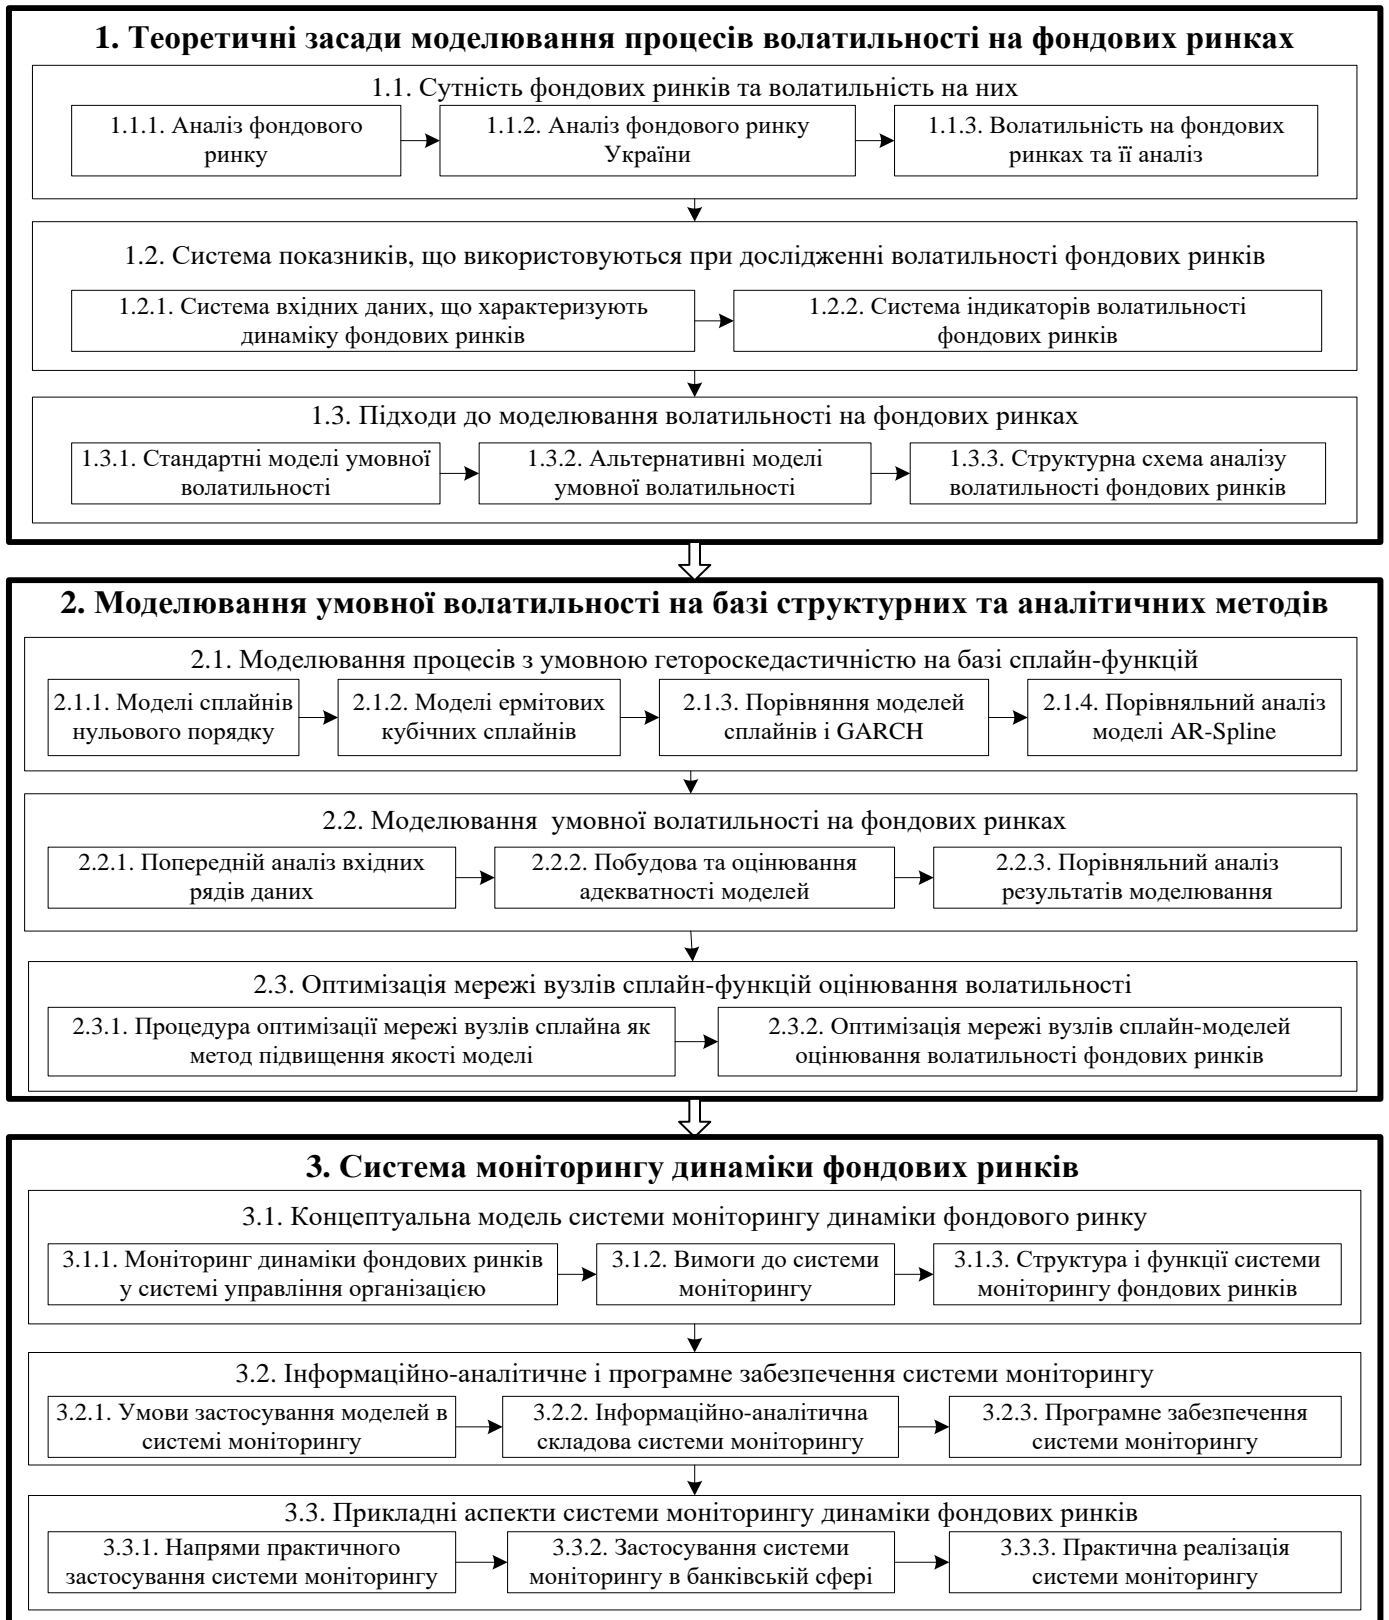 1. Теоретичні засади моделювання процесів волатильності на фондових ринках
1.1. Сутність фондових ринків та волатильність на них
1.1.1. Аналіз фондового
ринку
1.1.2. Аналіз фондового ринку
України
1.1.3. Волатильність на фондових
ринках та її аналіз
1.2. Система показників, що використовуються при дослідженні волатильності фондових ринків
1.2.1. Система вхідних даних, що характеризують
динаміку фондових ринків
1.2.2. Система індикаторів волатильності
фондових ринків
1.3. Підходи до моделювання волатильності на фондових ринках
1.3.1. Стандартні моделі умовної
волатильності
1.3.2. Альтернативні моделі
умовної волатильності
1.3.3. Структурна схема аналізу
волатильності фондових ринків
2. Моделювання умовної волатильності на базі структурних та аналітичних методів
2.1. Моделювання процесів з умовною гетороскедастичністю на базі сплайн-функцій
2.1.1. Моделі сплайнів
нульового порядку
2.1.2. Моделі ермітових
кубічних сплайнів
2.1.3. Порівняння моделей
сплайнів і GARCH
2.1.4. Порівняльний аналіз
моделі AR-Spline
2.2. Моделювання умовної волатильності на фондових ринках
2.2.1. Попередній аналіз вхідних
рядів даних
2.2.2. Побудова та оцінювання
адекватності моделей
2.2.3. Порівняльний аналіз
результатів моделювання
2.3. Оптимізація мережі вузлів сплайн-функцій оцінювання волатильності
2.3.1. Процедура оптимізації мережі вузлів сплайна як
метод підвищення якості моделі
2.3.2. Оптимізація мережі вузлів сплайн-моделей
оцінювання волатильності фондових ринків
3. Система моніторингу динаміки фондових ринків
3.1. Концептуальна модель системи моніторингу динаміки фондового ринку
3.1.1. Моніторинг динаміки фондових ринків
у системі управління організацією
3.1.2. Вимоги до системи
моніторингу
3.1.3. Структура і функції системи
моніторингу фондових ринків
3.2. Інформаційно-аналітичне і програмне забезпечення системи моніторингу
3.2.1. Умови застосування моделей в
системі моніторингу
3.2.2. Інформаційно-аналітична
складова системи моніторингу
3.2.3. Програмне забезпечення
системи моніторингу
3.3. Прикладні аспекти системи моніторингу динаміки фондових ринків
3.3.1. Напрями практичного
застосування системи моніторингу
3.3.2. Застосування системи
моніторингу в банківській сфері
3.3.3. Практична реалізація
системи моніторингу